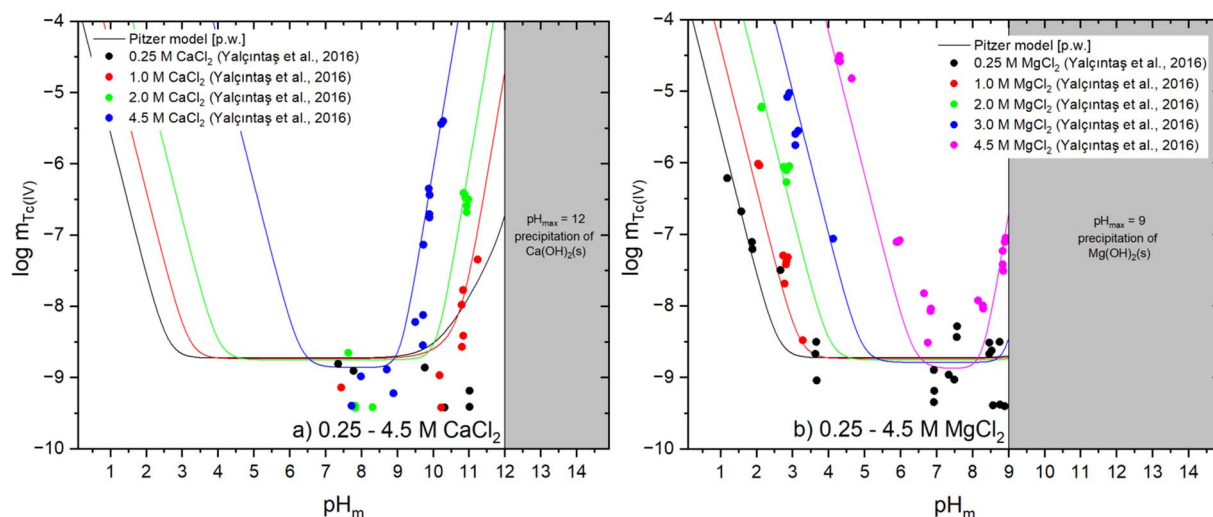 −4
Pitzer model [p.w.]
0.25 M CaCl₂ (Yalçıntaş et al., 2016)
1.0 M CaCl₂ (Yalçıntaş et al., 2016)
2.0 M CaCl₂ (Yalçıntaş et al., 2016)
4.5 M CaCl₂ (Yalçıntaş et al., 2016)
−5
−6
−7
−8
−9
−10
log m_Tc(IV)
pHmax = 12
precipitation of
Ca(OH)₂(s)
a) 0.25 - 4.5 M CaCl₂
1 2 3 4 5 6 7 8 9 10 11 12 13 14
pHₘ
−4
Pitzer model [p.w.]
0.25 M MgCl₂ (Yalçıntaş et al., 2016)
1.0 M MgCl₂ (Yalçıntaş et al., 2016)
2.0 M MgCl₂ (Yalçıntaş et al., 2016)
3.0 M MgCl₂ (Yalçıntaş et al., 2016)
4.5 M MgCl₂ (Yalçıntaş et al., 2016)
−5
−6
−7
−8
−9
−10
log m_Tc(IV)
pHmax = 9
precipitation of
Mg(OH)₂(s)
b) 0.25 - 4.5 M MgCl₂
1 2 3 4 5 6 7 8 9 10 11 12 13 14
pHₘ